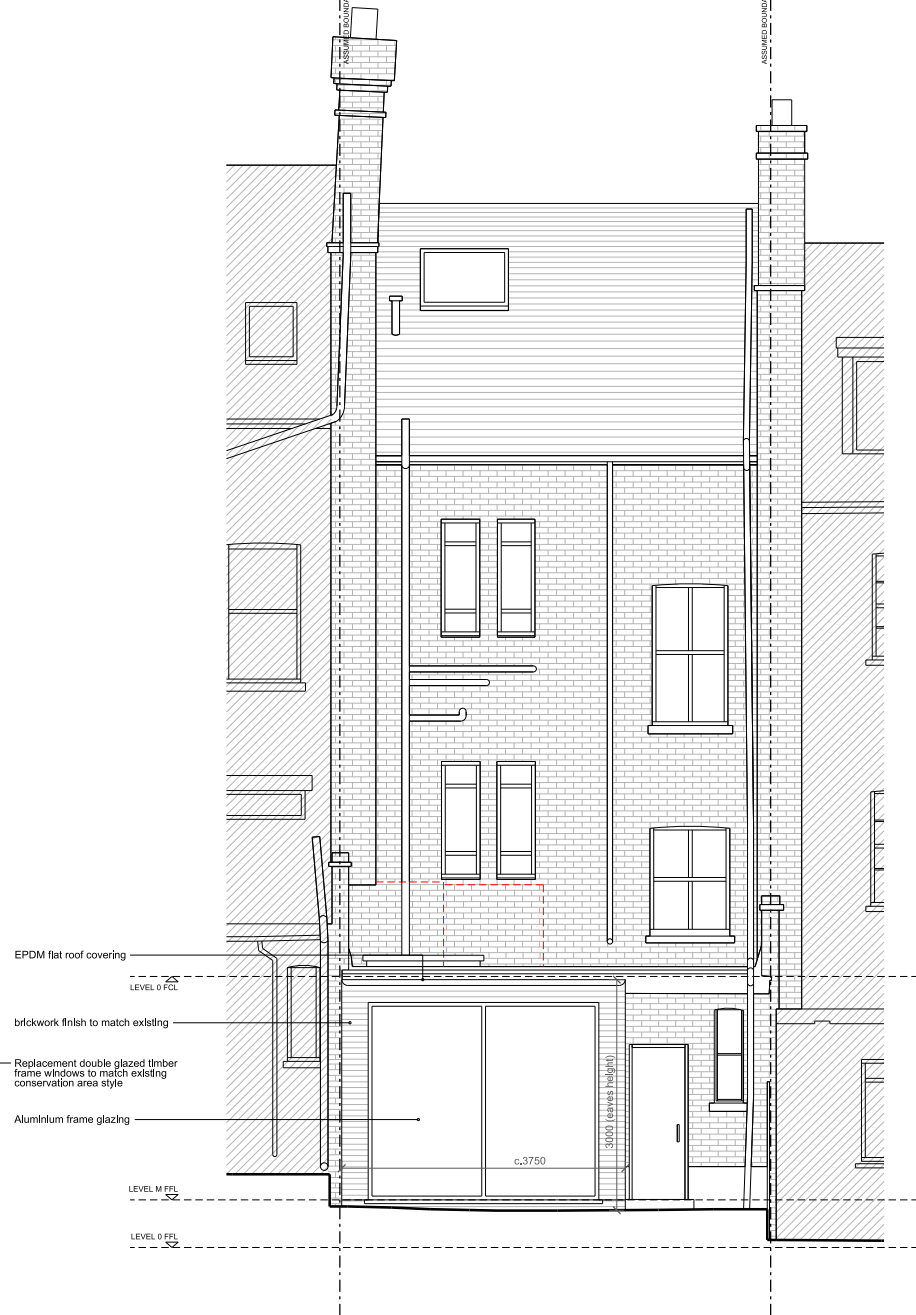 ASSUMED BOUNDA
ASSUMED BOUNDA
EPDM flat roof covering
LEVEL 0 FCL
brickwork finish to match existing
Replacement double glazed timber
frame windows to match existing
conservation area style
3000 (eaves height)
Aluminium frame glazing
c.3750
LEVEL M FFL
LEVEL 0 FFL